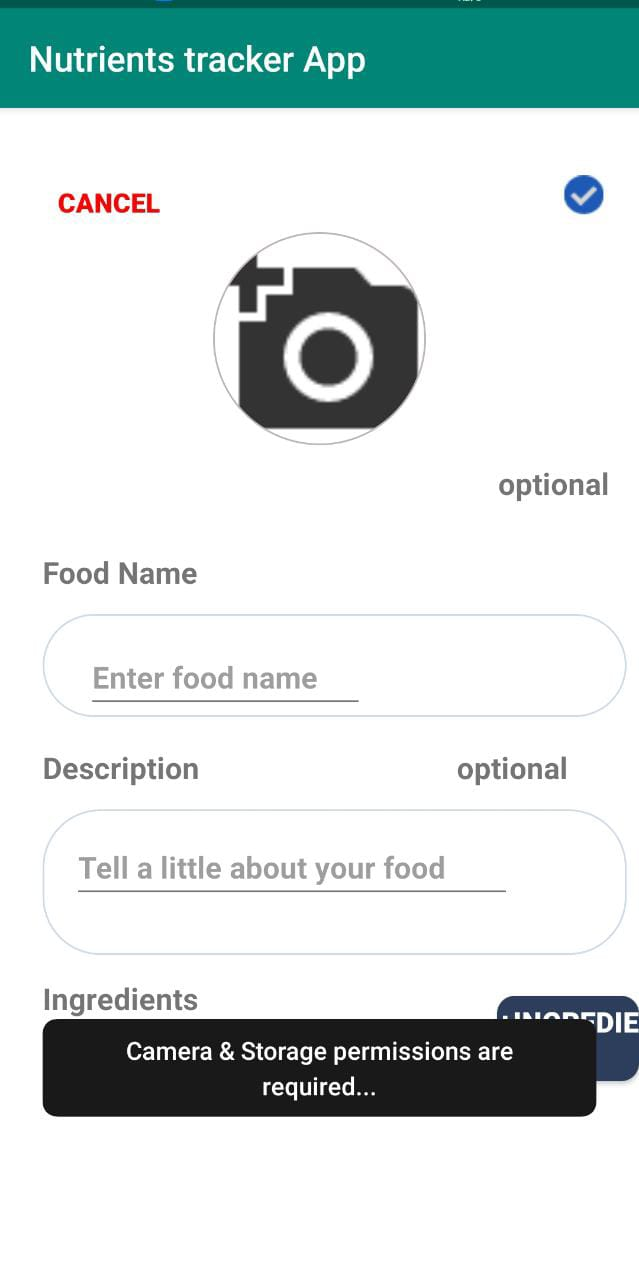 Nutrients tracker App
CANCEL
optional
Food Name
Enter food name
Description optional
Tell a little about your food
Ingredients
Camera & Storage permissions are
required...